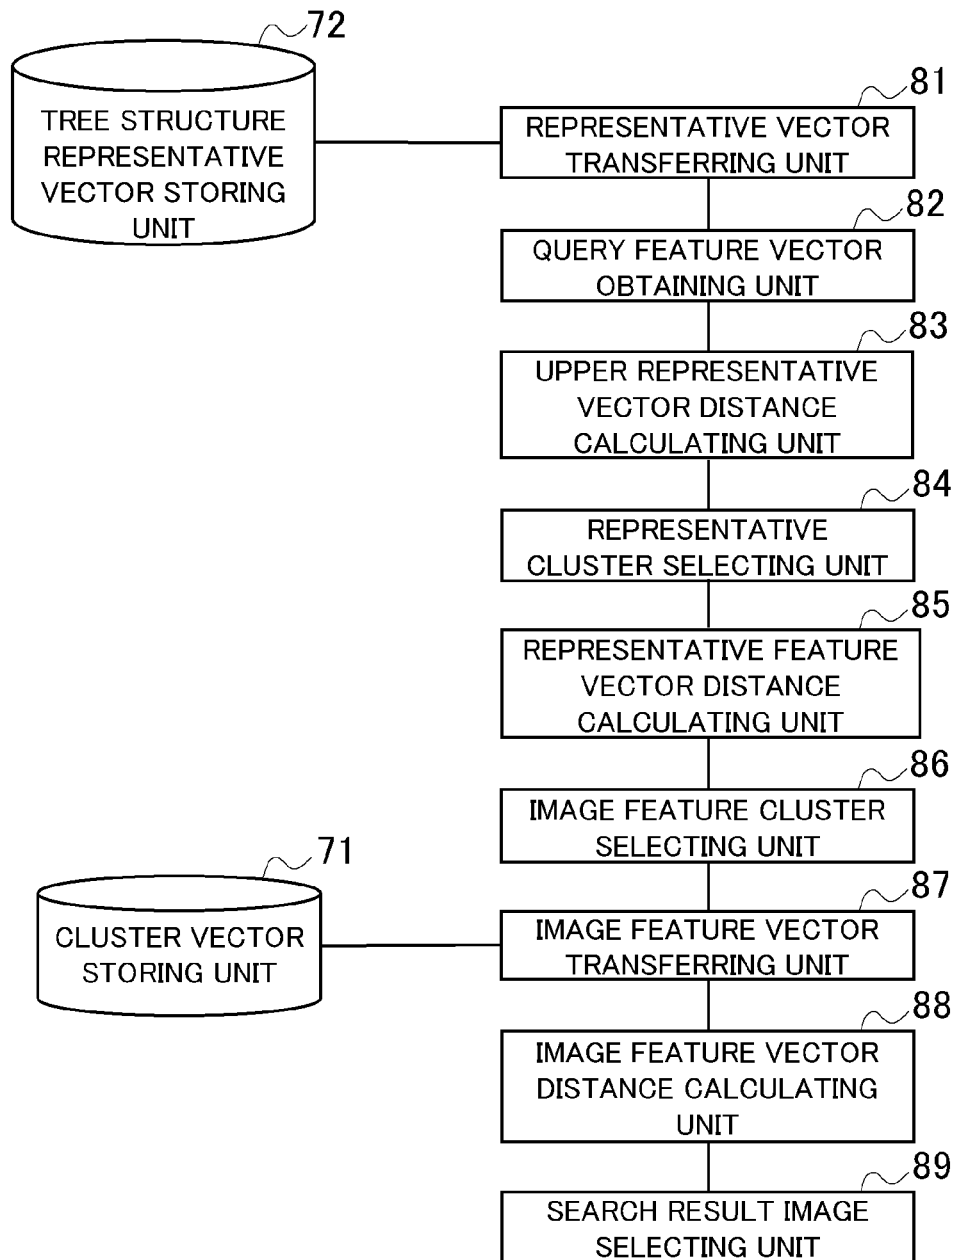 72
TREE STRUCTURE
REPRESENTATIVE
VECTOR STORING
UNIT
81
REPRESENTATIVE VECTOR
TRANSFERRING UNIT
82
QUERY FEATURE VECTOR
OBTAINING UNIT
83
UPPER REPRESENTATIVE
VECTOR DISTANCE
CALCULATING UNIT
84
REPRESENTATIVE
CLUSTER SELECTING UNIT
85
REPRESENTATIVE FEATURE
VECTOR DISTANCE
CALCULATING UNIT
86
IMAGE FEATURE CLUSTER
SELECTING UNIT
71
CLUSTER VECTOR
STORING UNIT
87
IMAGE FEATURE VECTOR
TRANSFERRING UNIT
88
IMAGE FEATURE VECTOR
DISTANCE CALCULATING
UNIT
89
SEARCH RESULT IMAGE
SELECTING UNIT